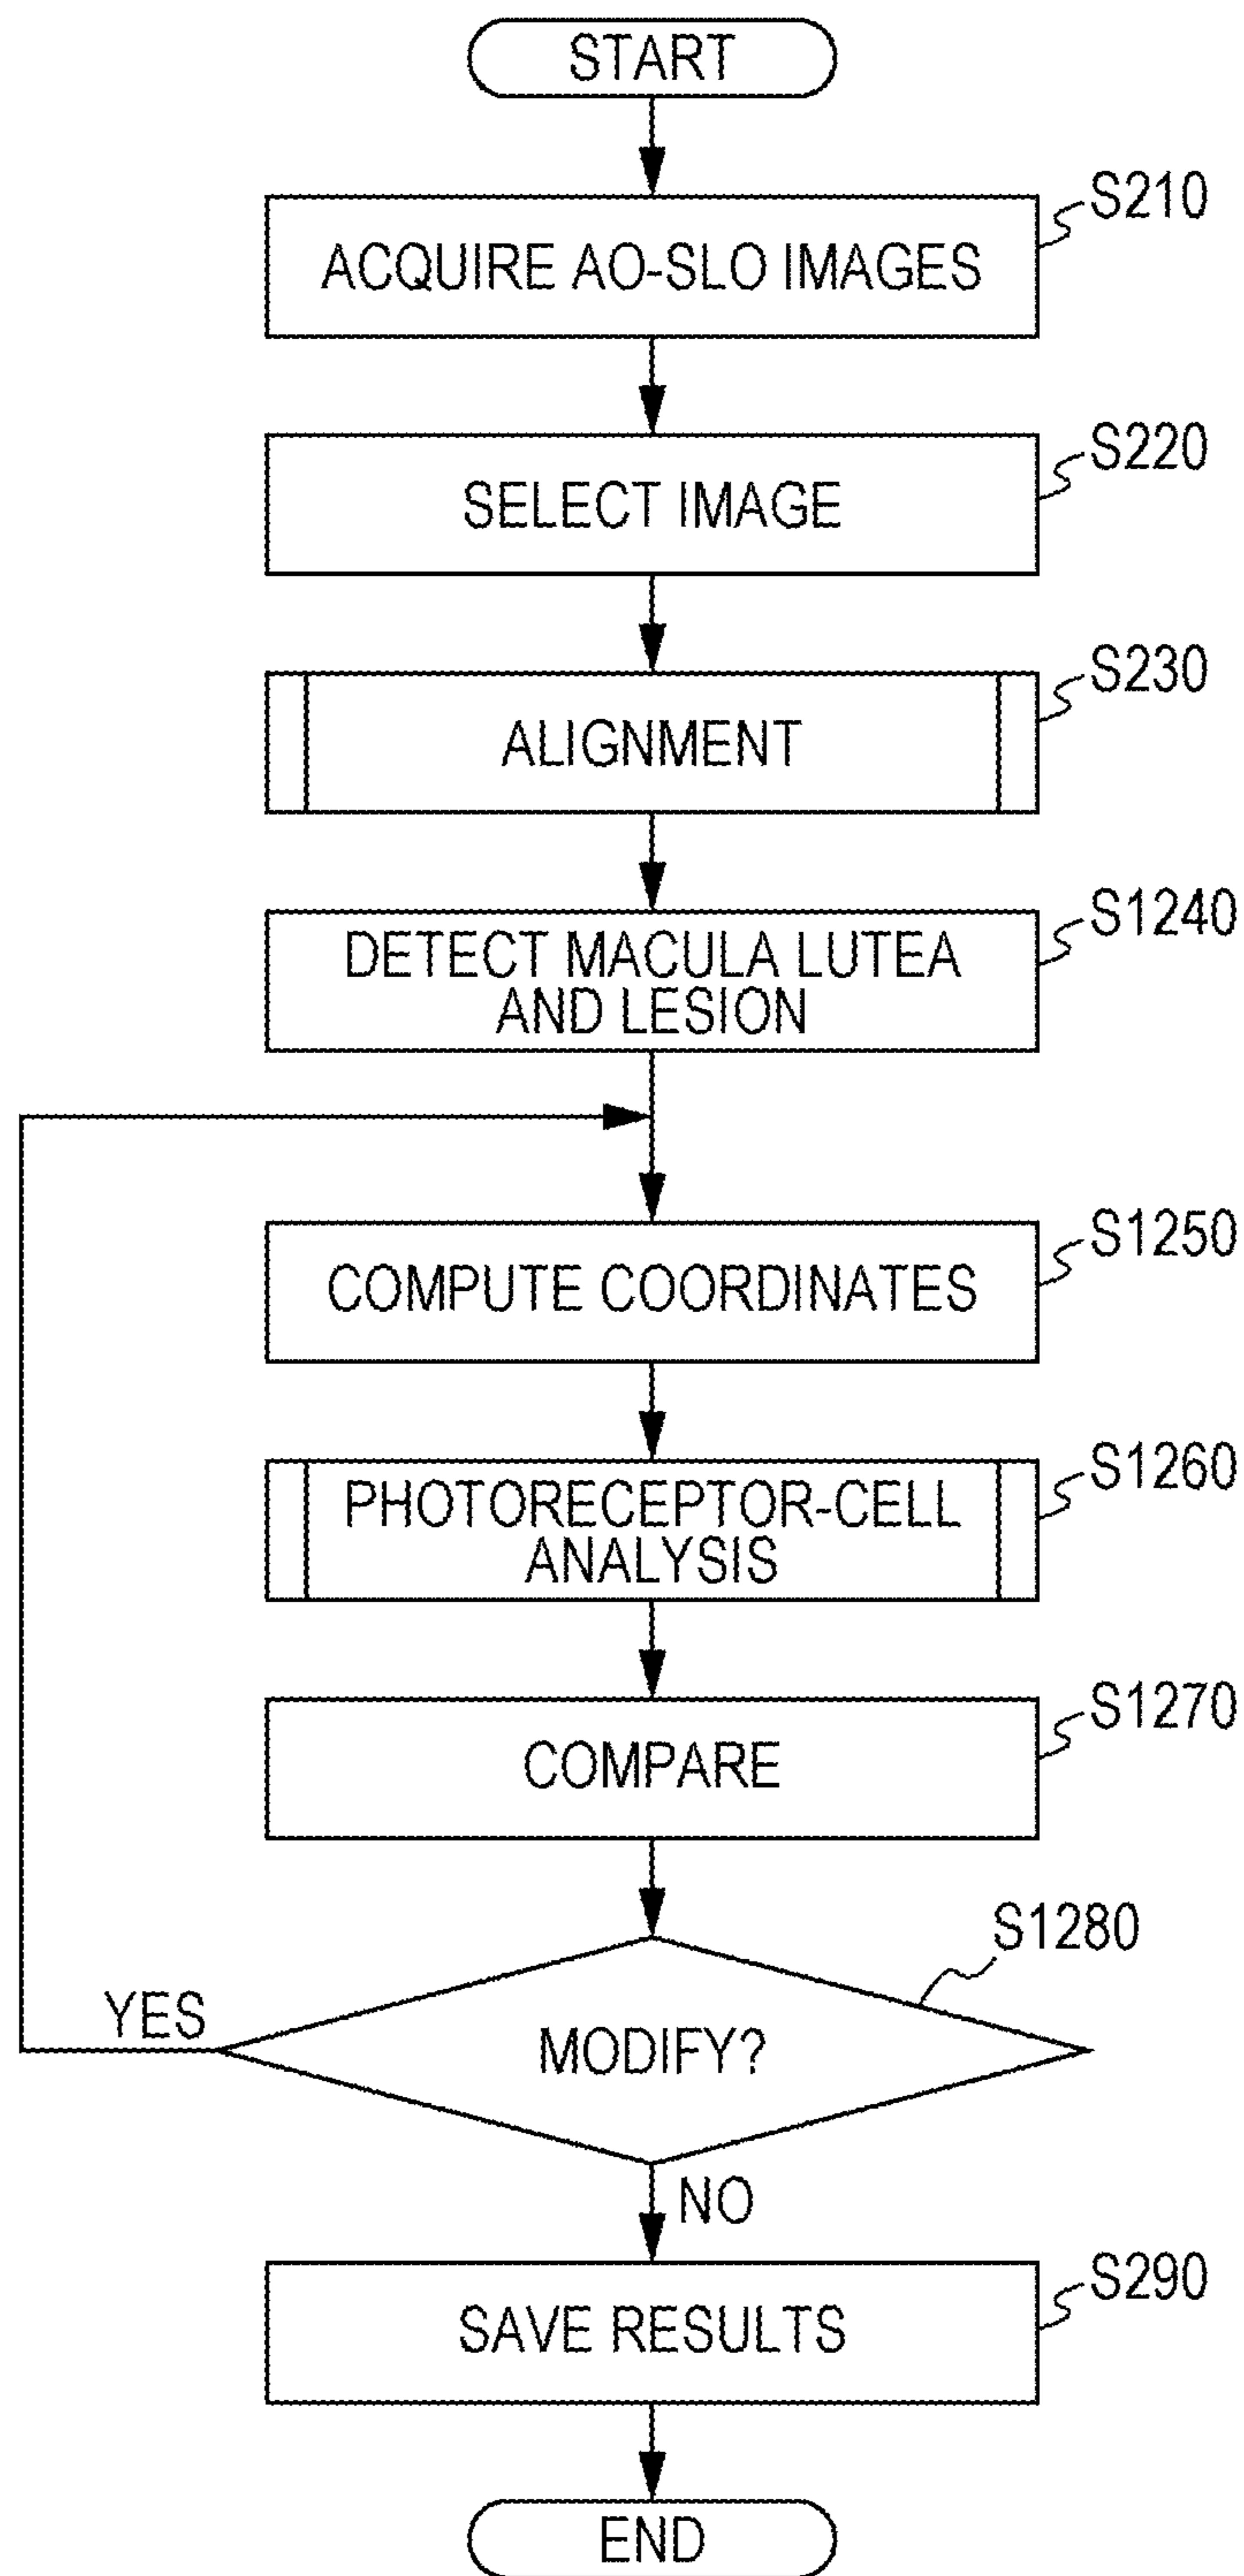 START
S210
ACQUIRE AO-SLO IMAGES
S220
SELECT IMAGE
S230
ALIGNMENT
S1240
DETECT MACULA LUTEA
AND LESION
S1250
COMPUTE COORDINATES
S1260
PHOTORECEPTOR-CELL
ANALYSIS
S1270
COMPARE
S1280
YES
MODIFY?
NO
S290
SAVE RESULTS
END